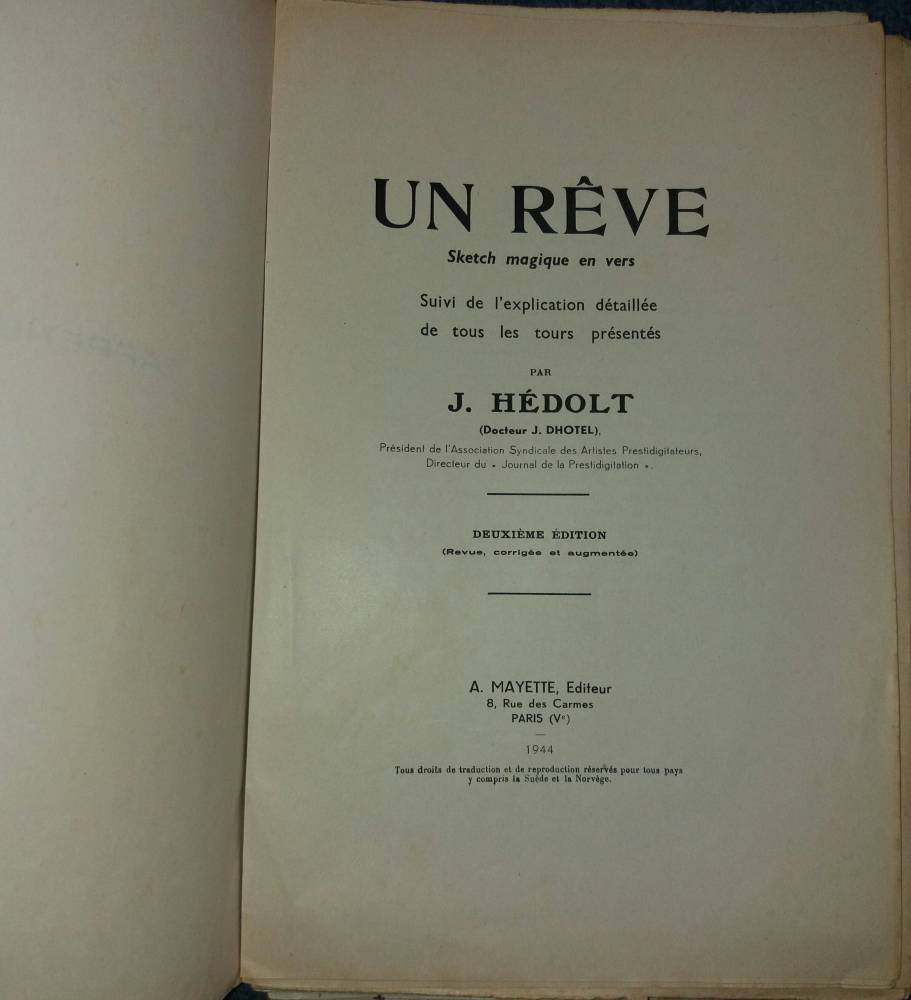 UN RÊVE
Sketch magique en vers
Suivi de l'explication détaillée
de tous les tours présentés
PAR
J. HÉDOLT
(Docteur J. DHOTEL),
Président de l'Association Syndicale des Artistes Prestidigitateurs,
Directeur du « Journal de la Prestidigitation ».
DEUXIÈME ÉDITION
(Revue, corrigée et augmentée)
A. MAYETTE, Editeur
8, Rue des Carmes
PARIS (Vᵉ)
—
1944
Tous droits de traduction et de reproduction réservés pour tous pays
y compris la Suède et la Norvège.